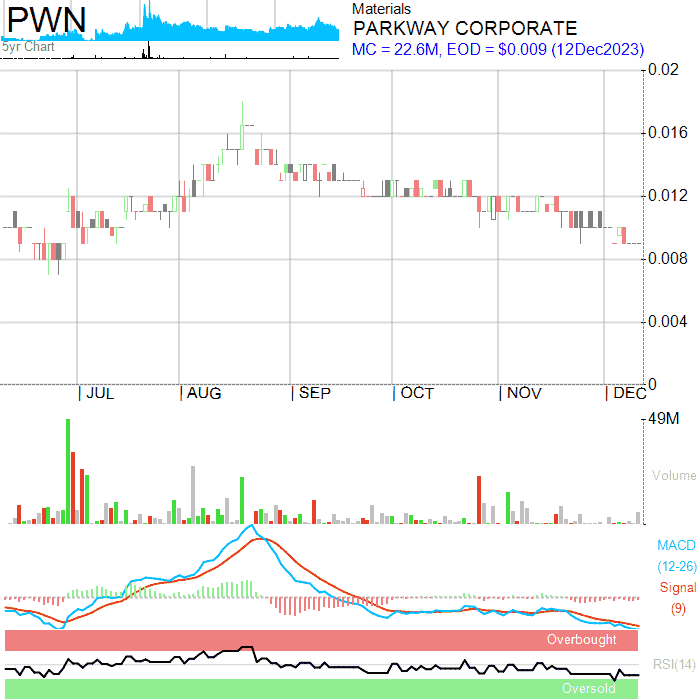 PWN
5yr Chart
Materials
PARKWAY CORPORATE
MC = 22.6M, EOD = $0.009 (12Dec2023)
0.02
0.016
0.012
0.008
0.004
0
| JUL | AUG | SEP | OCT | NOV | DEC
49M
Volume
MACD
(12-26)
Signal
(9)
Overbought
RSI(14)
Oversold